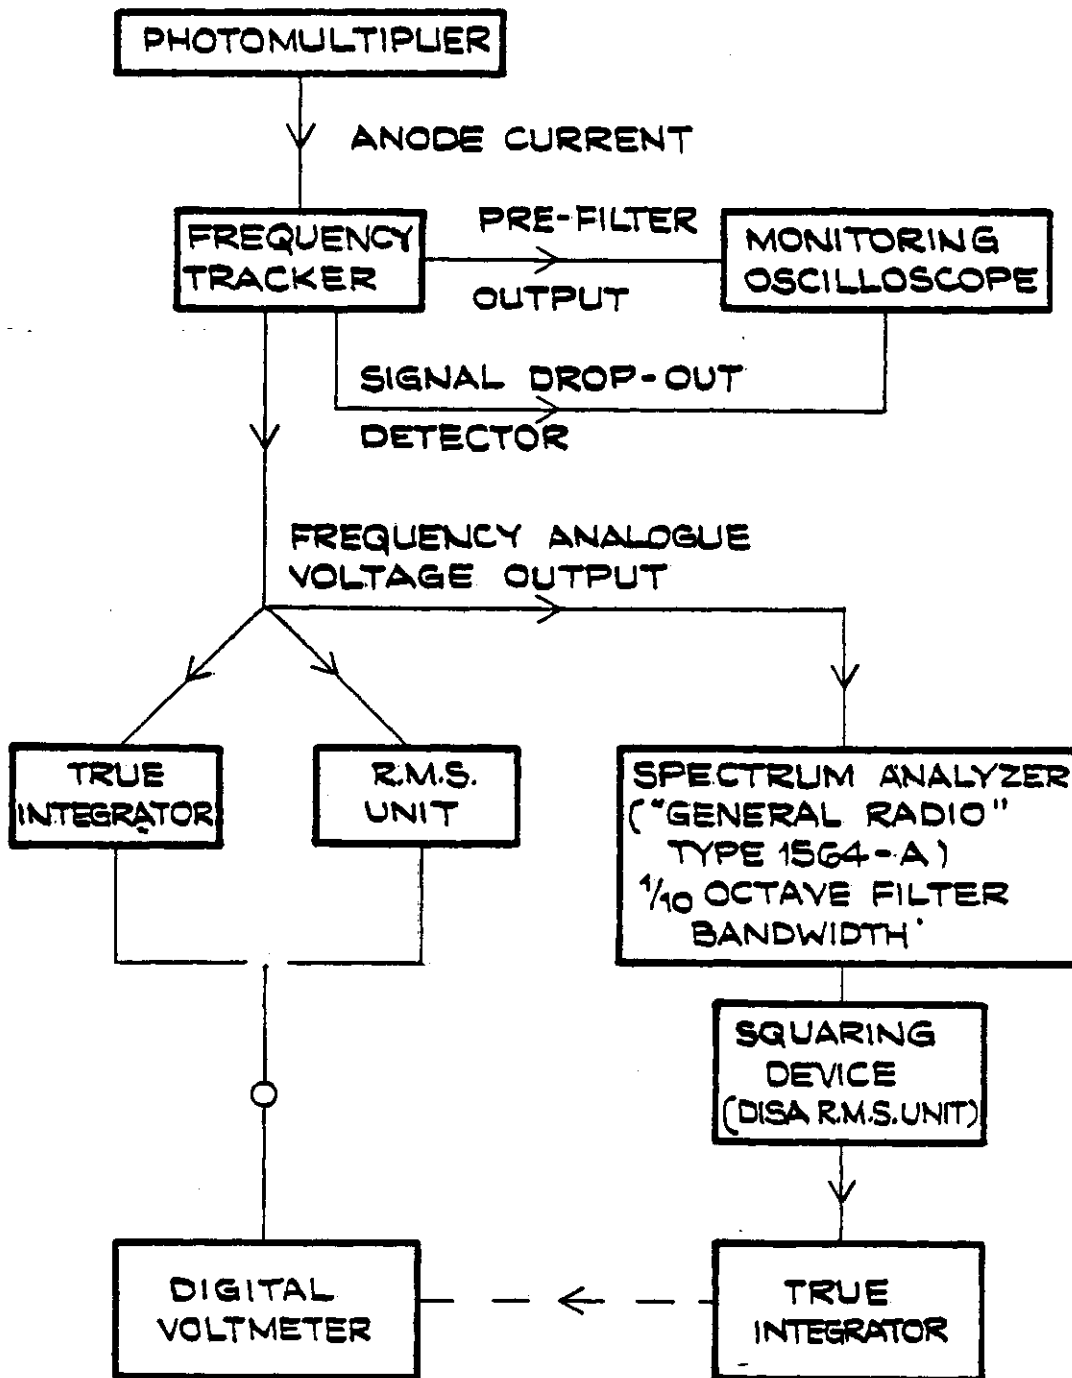 PHOTOMULTIPLIER
ANODE CURRENT
FREQUENCY
TRACKER
PRE-FILTER
OUTPUT
MONITORING
OSCILLOSCOPE
SIGNAL DROP-OUT
DETECTOR
FREQUENCY ANALOGUE
VOLTAGE OUTPUT
TRUE
INTEGRATOR
R.M.S.
UNIT
SPECTRUM ANALYZER
("GENERAL RADIO"
TYPE 1564-A)
1/10 OCTAVE FILTER
BANDWIDTH
SQUARING
DEVICE
(DISA R.M.S. UNIT)
DIGITAL
VOLTMETER
TRUE
INTEGRATOR